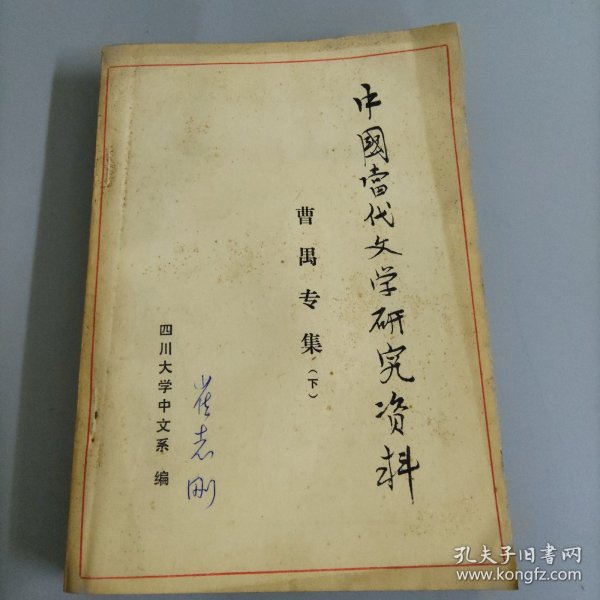 中國當代文学研究资料
曹禺专集（下）
四川大学中文系 编
崔志刚
孔夫子旧书网
www.kongfz.com